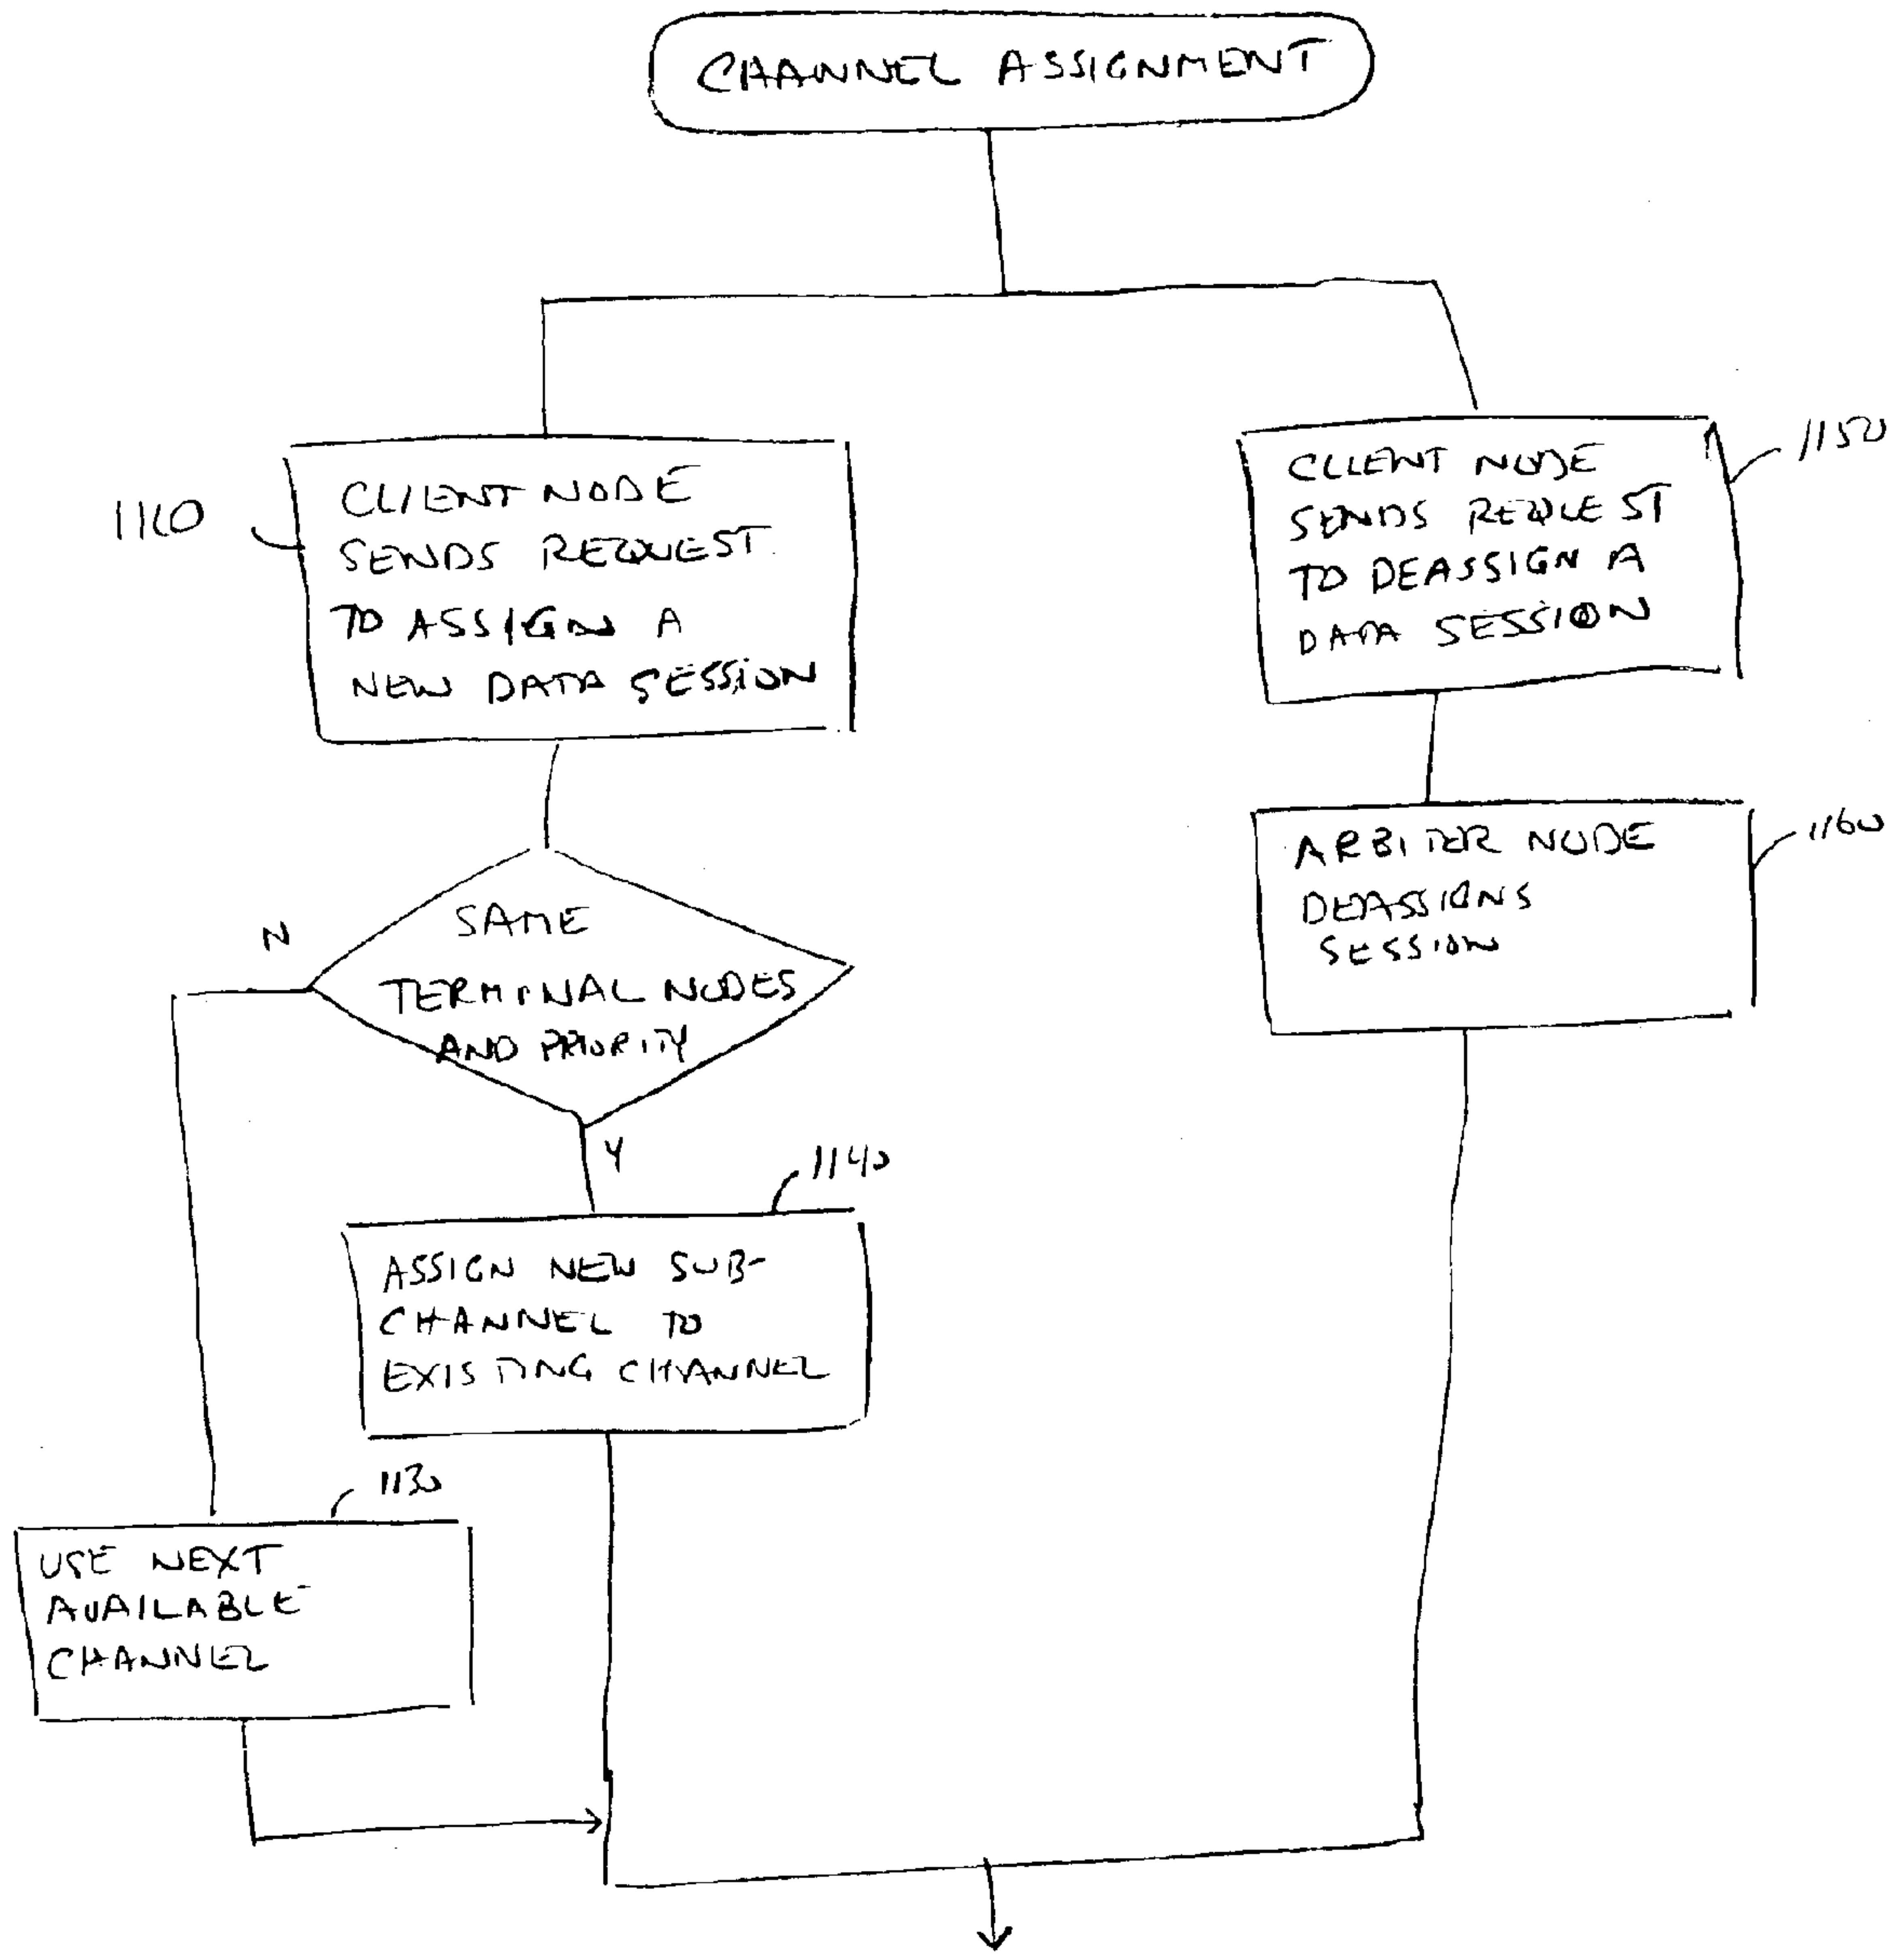 CHANNEL ASSIGNMENT
1110
CLIENT NODE
SENDS REQUEST
TO ASSIGN A
NEW DATA SESSION
1150
CLIENT NODE
SENDS REQUEST
TO DEASSIGN A
DATA SESSION
1160
ARBITER NODE
DEASSIGNS
SESSION
N
SAME
TERMINAL NODES
AND PRIORITY
Y
1140
ASSIGN NEW SUB-
CHANNEL TO
EXISTING CHANNEL
1130
USE NEXT
AVAILABLE
CHANNEL